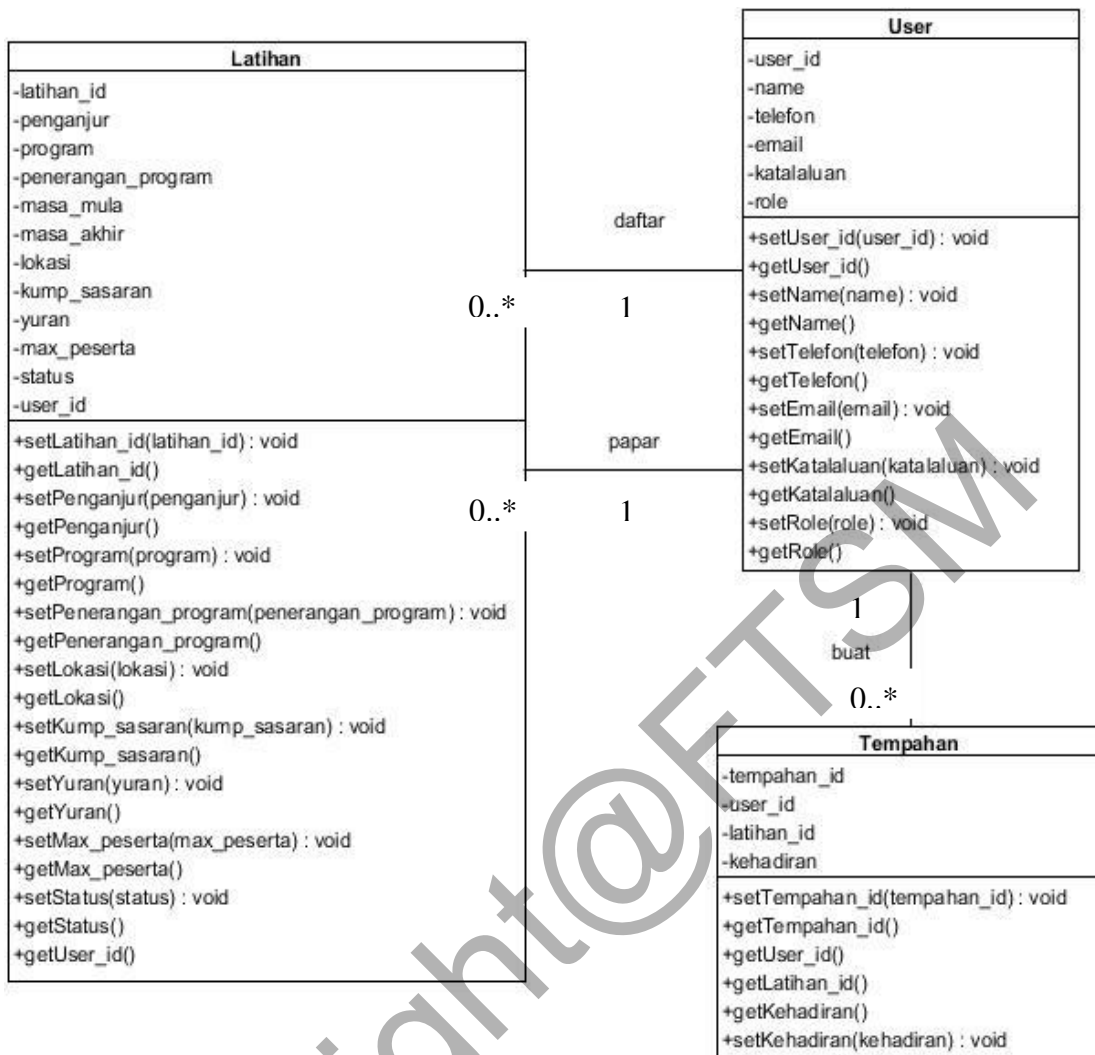 Latihan
-latihan_id
-penganjur
-program
-penerangan_program
-masa_mula
-masa_akhir
-lokasi
-kump_sasaran
-yuran
-max_peserta
-status
-user_id
+setLatihan_id(latihan_id) : void
+getLatihan_id()
+setPenganjur(penganjur) : void
+getPenganjur()
+setProgram(program) : void
+getProgram()
+setPenerangan_program(penerangan_program) : void
+getPenerangan_program()
+setLokasi(lokasi) : void
+getLokasi()
+setKump_sasaran(kump_sasaran) : void
+getKump_sasaran()
+setYuran(yuran) : void
+getYuran()
+setMax_peserta(max_peserta) : void
+getMax_peserta()
+setStatus(status) : void
+getStatus()
+getUser_id()
daftar
0..* 1
papar
0..* 1
User
-user_id
-name
-telefon
-email
-katalaluan
-role
+setUser_id(user_id) : void
+getUser_id()
+setName(name) : void
+getName()
+setTelefon(telefon) : void
+getTelefon()
+setEmail(email) : void
+getEmail()
+setKatalaluan(katalaluan) : void
+getKatalaluan()
+setRole(role) : void
+getRole()
1
buat
0..*
Tempahan
-tempahan_id
-user_id
-latihan_id
-kehadiran
+setTempahan_id(tempahan_id) : void
+getTempahan_id()
+getUser_id()
+getLatihan_id()
+getKehadiran()
+setKehadiran(kehadiran) : void
ight@FTSM